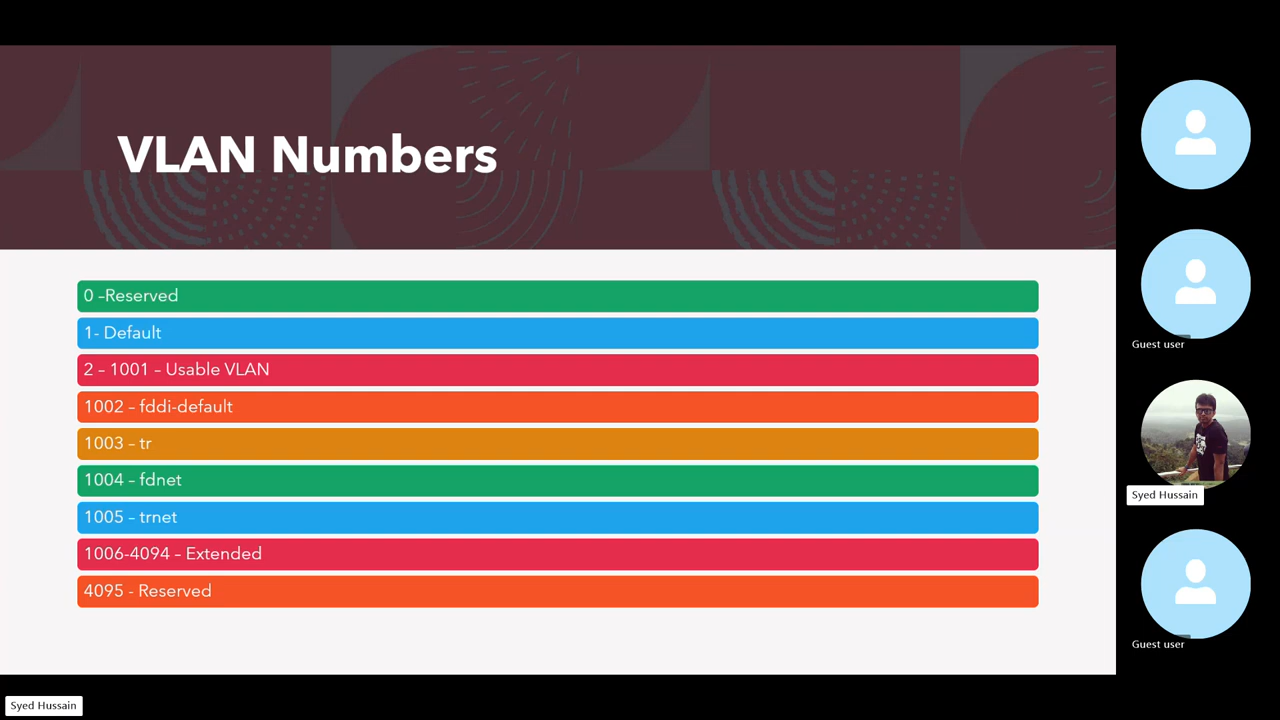 VLAN Numbers
0 –Reserved
1- Default
2 – 1001 – Usable VLAN
1002 – fddi-default
1003 – tr
1004 – fdnet
1005 – trnet
1006-4094 – Extended
4095 - Reserved
Guest user
Syed Hussain
Guest user
Syed Hussain